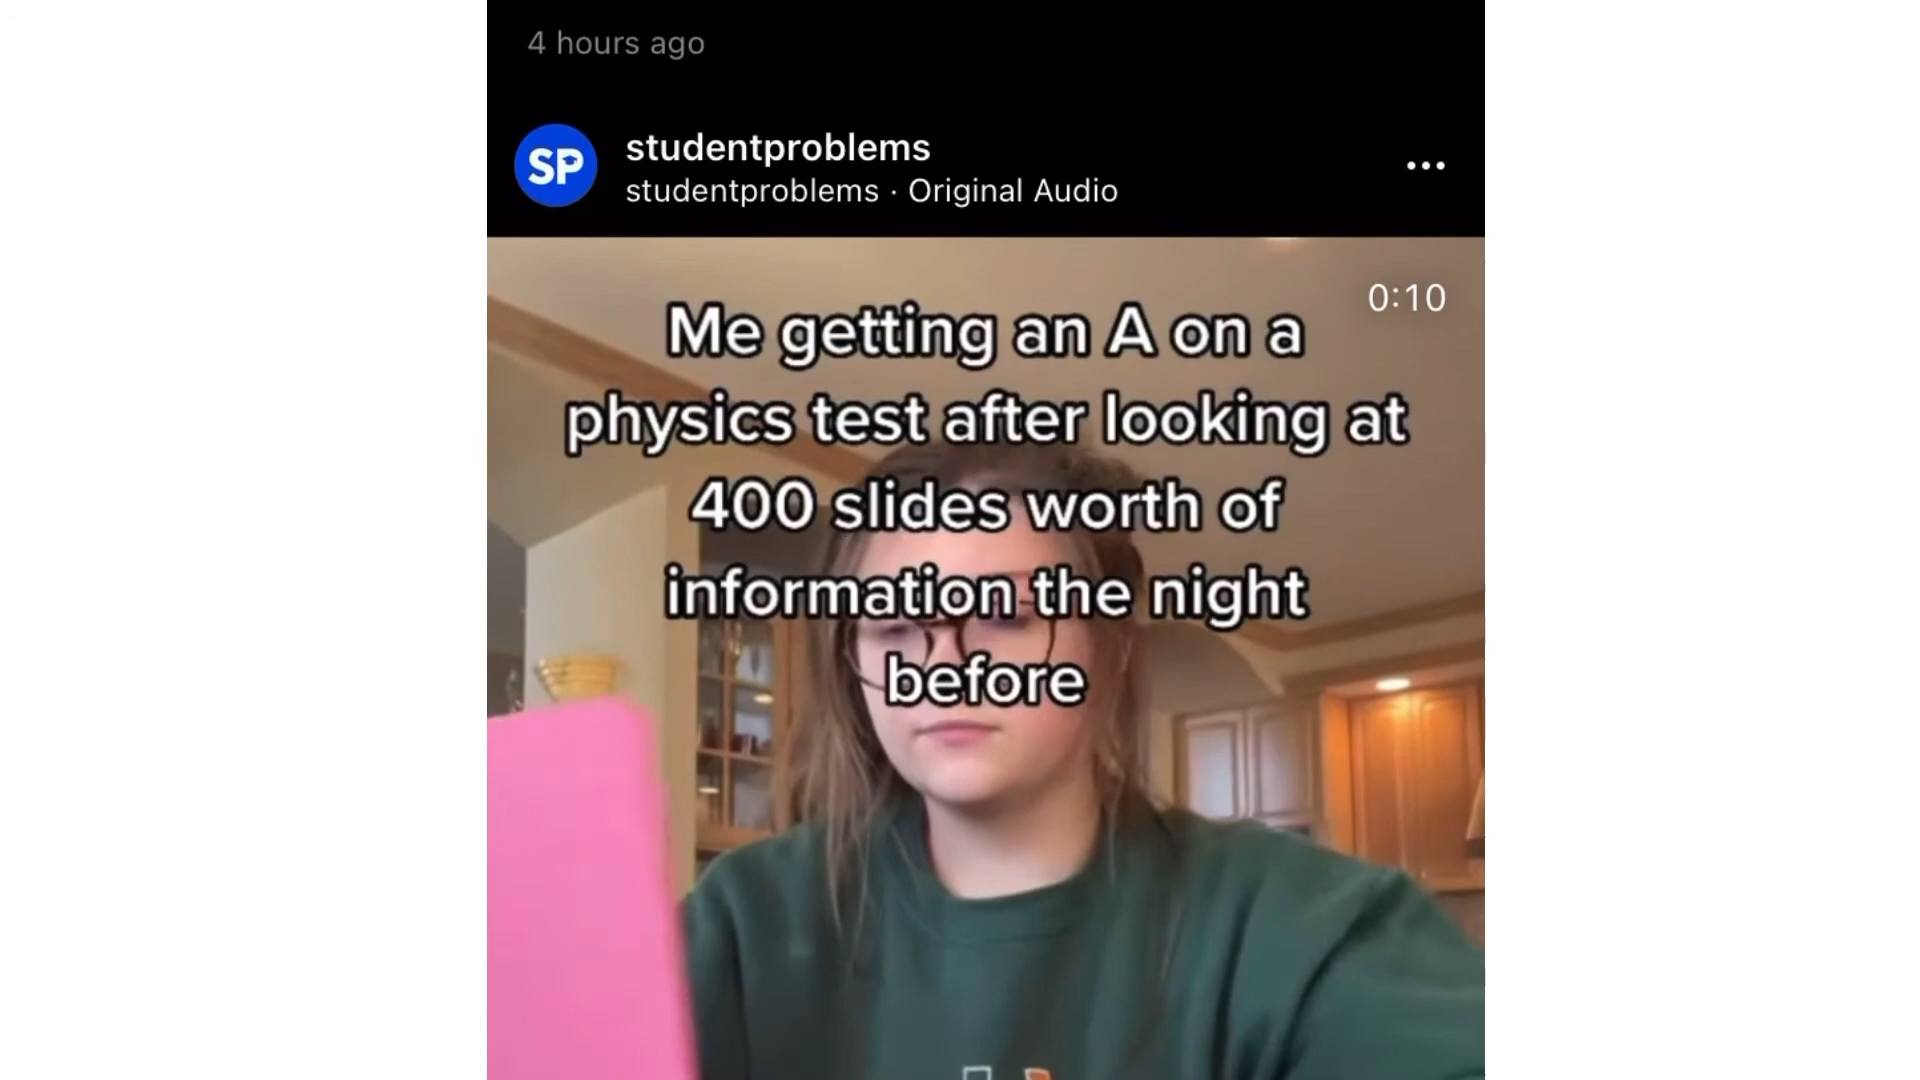 4 hours ago
SP
studentproblems
studentproblems · Original Audio
0:10
Me getting an A on a
physics test after looking at
400 slides worth of
information the night
before